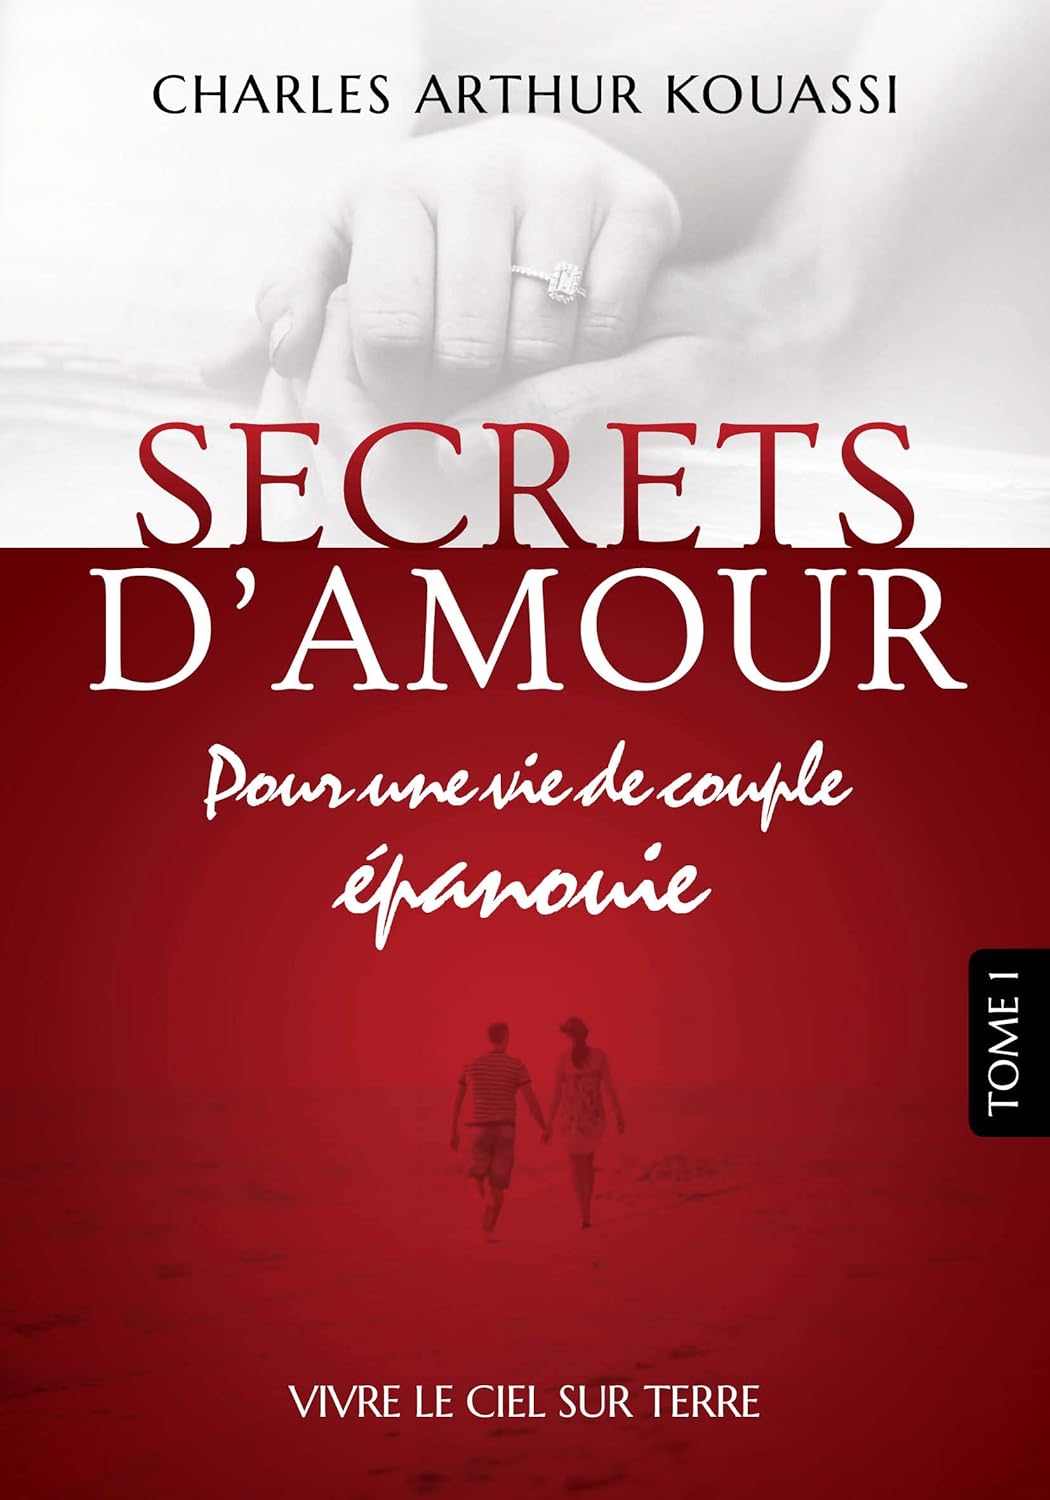 CHARLES ARTHUR KOUASSI
SECRETS
D'AMOUR
Pour une vie de couple
épanouie
TOME 1
VIVRE LE CIEL SUR TERRE